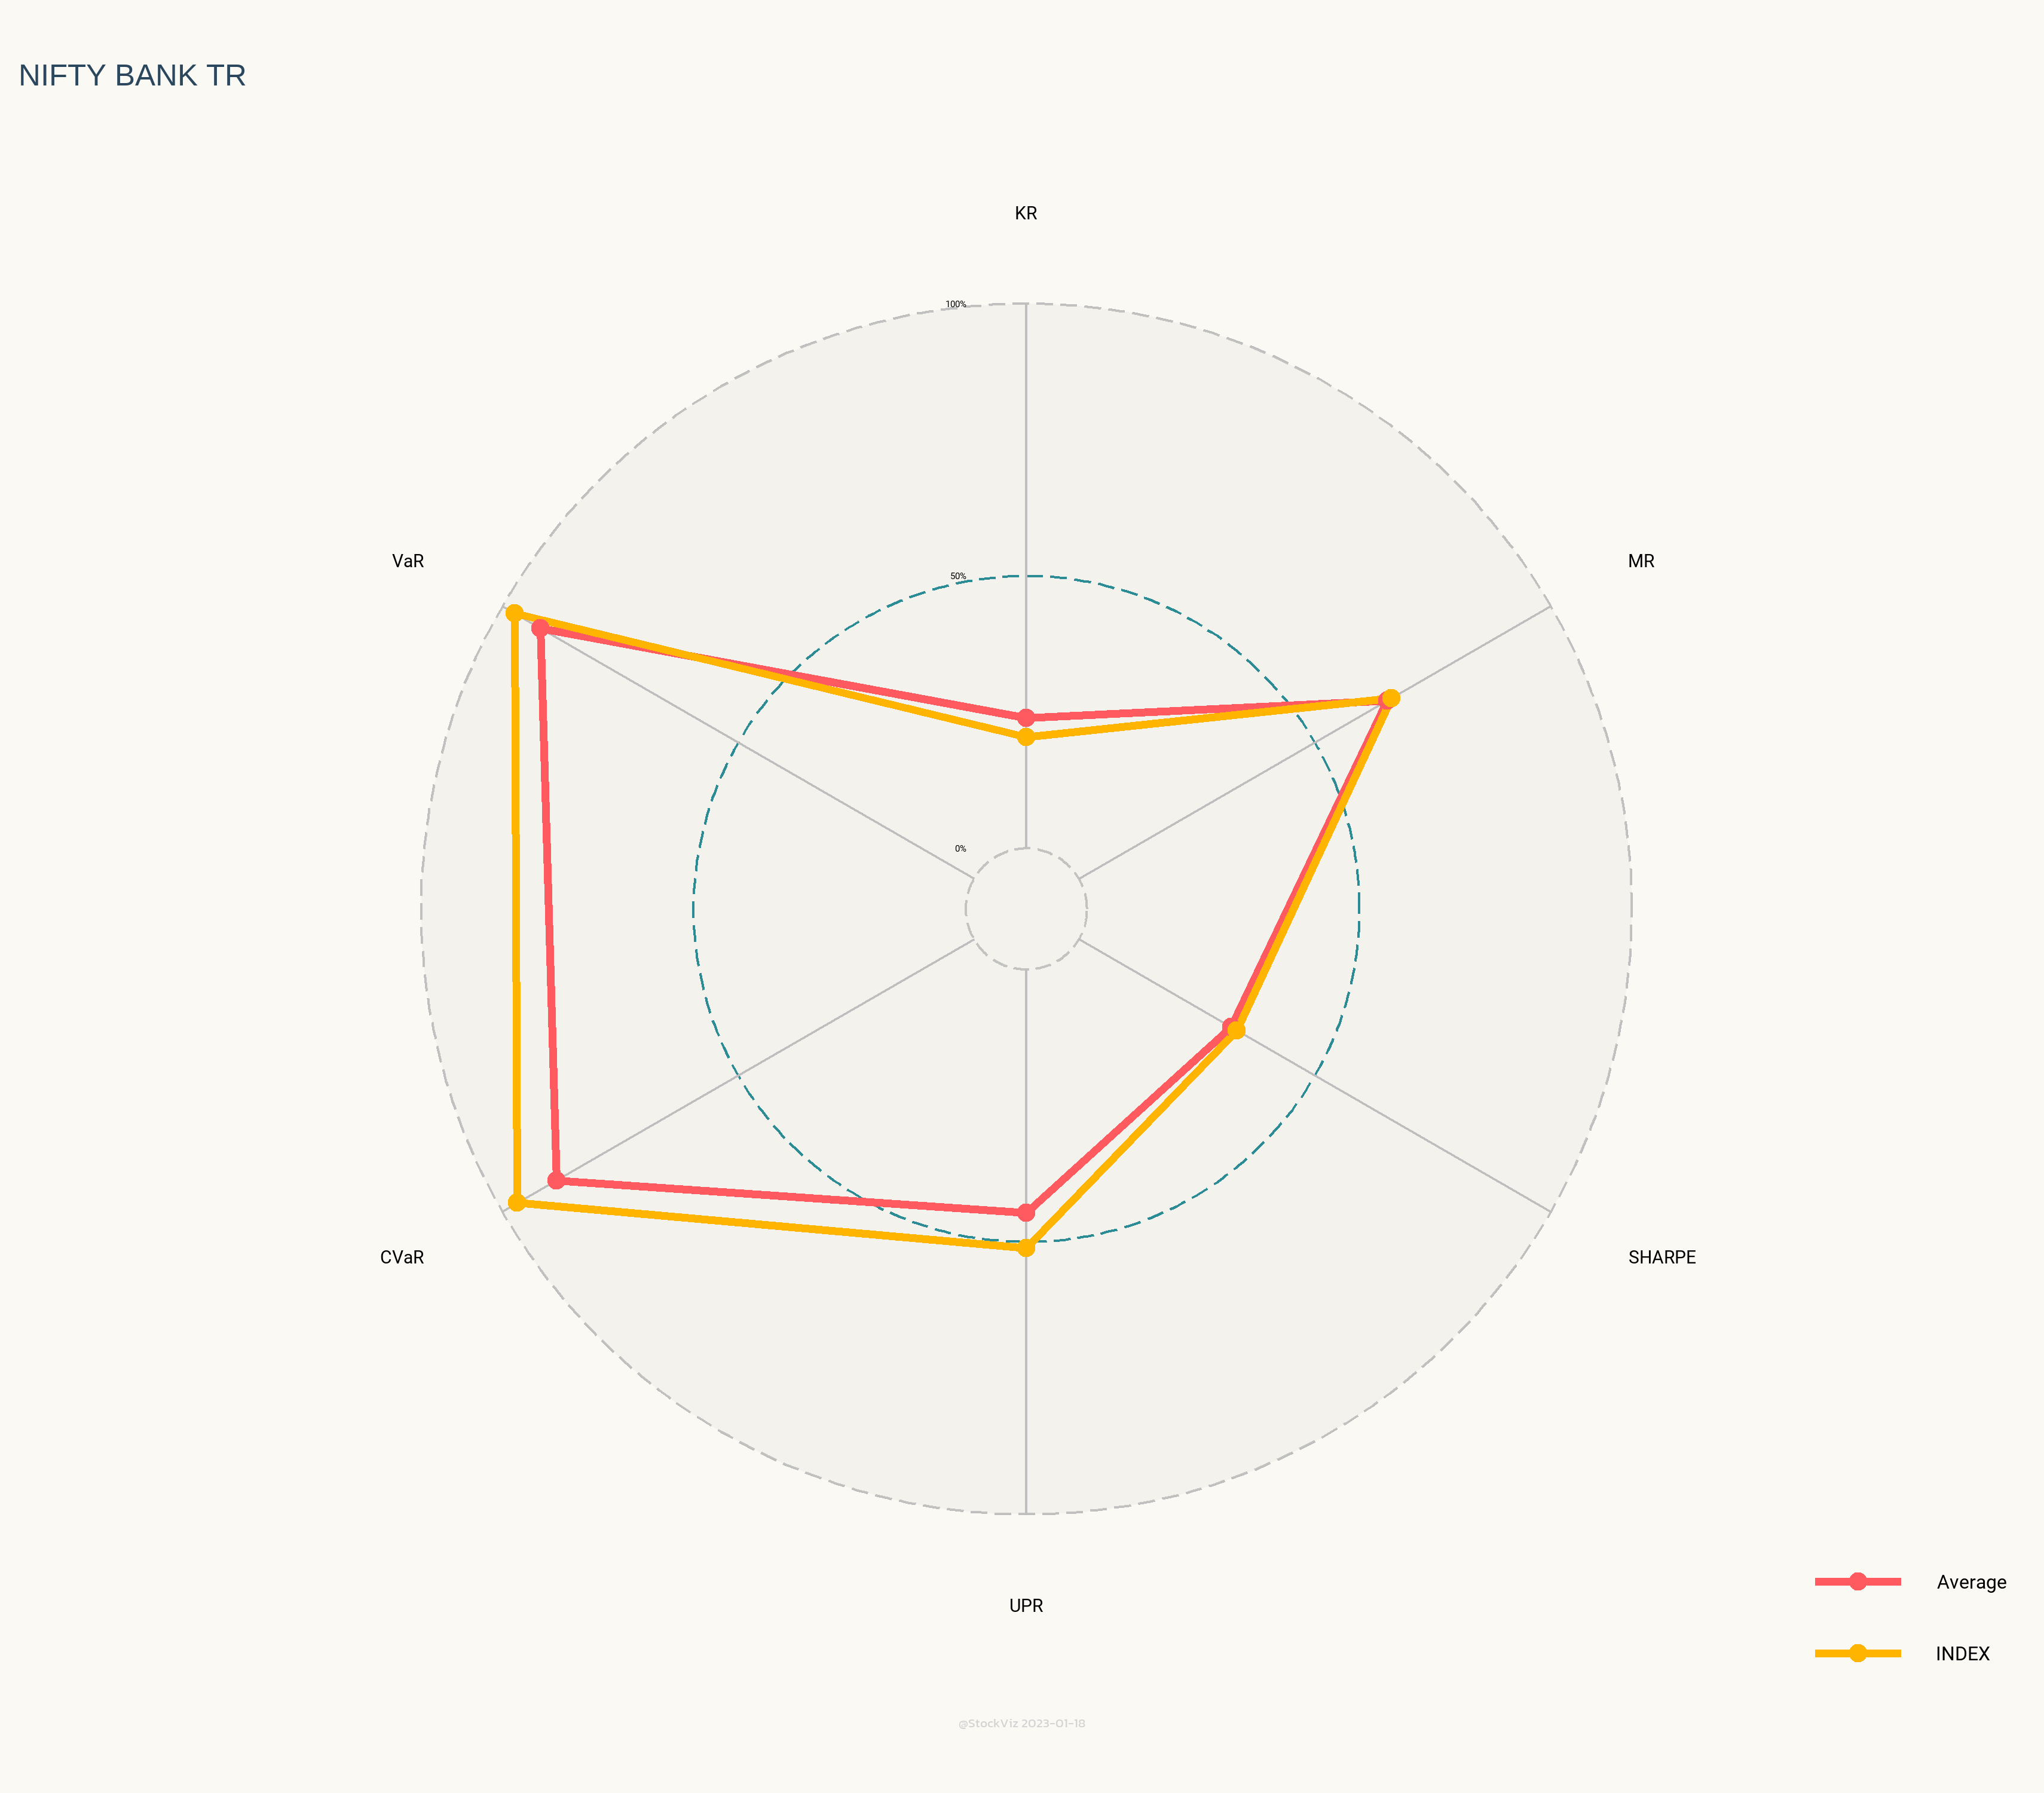 NIFTY BANK TR
KR
100%
VaR
MR
50%
0%
CVaR
SHARPE
UPR
Average
INDEX
@StockViz 2023-01-18